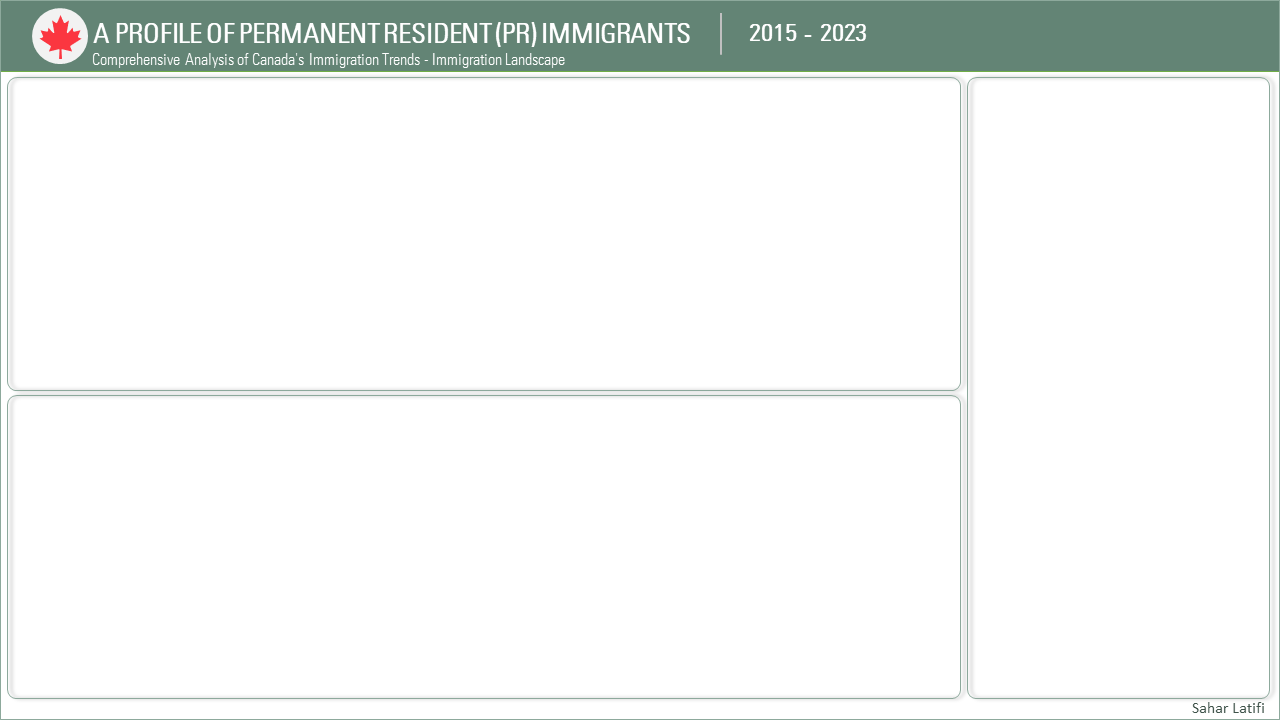 A PROFILE OF PERMANENT RESIDENT (PR) IMMIGRANTS
2015 - 2023
Comprehensive Analysis of Canada's Immigration Trends - Immigration Landscape
Sahar Latifi